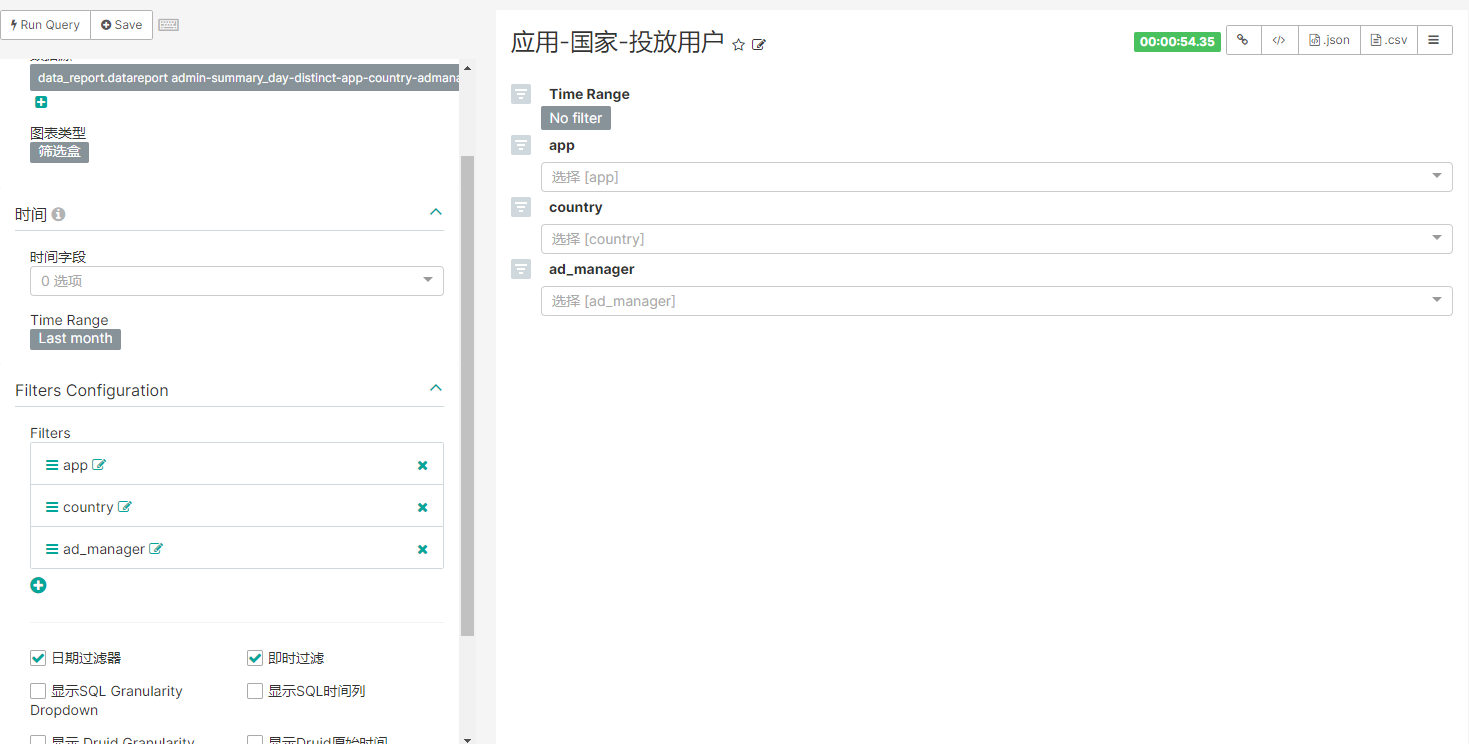 Run Query
Save
data_report.datareport admin-summary_day-distinct-app-country-admana
图表类型
筛选盒
时间
时间字段
0 选项
Time Range
Last month
Filters Configuration
Filters
app
country
ad_manager
日期过滤器
即时过滤
显示SQL Granularity
Dropdown
显示SQL时间列
显示 Druid Granularity
显示Druid原始时间
应用-国家-投放用户
00:00:54.35
</>
.json
.csv
Time Range
No filter
app
选择 [app]
country
选择 [country]
ad_manager
选择 [ad_manager]